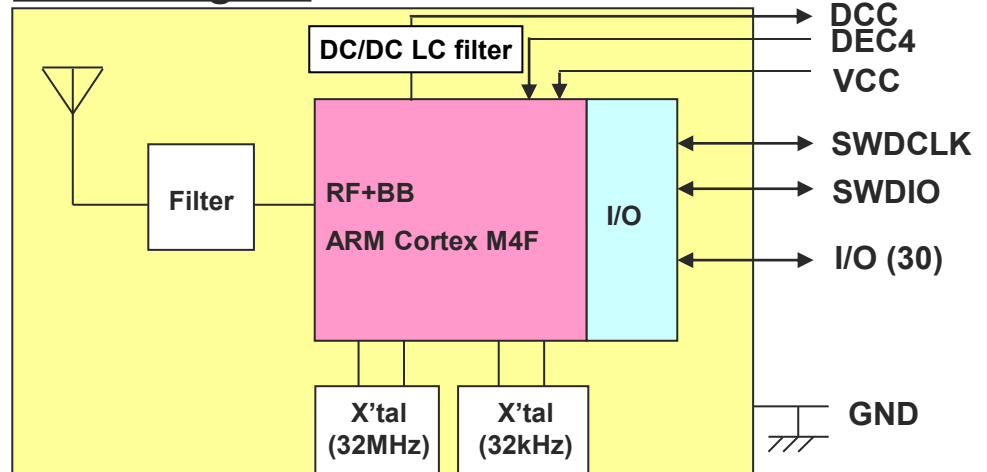 DCC
DC/DC LC filter
DEC4
VCC
SWDCLK
Filter
RF+BB
SWDIO
I/O
ARM Cortex M4F
I/O (30)
X'tal
(32MHz)
X'tal
(32kHz)
GND